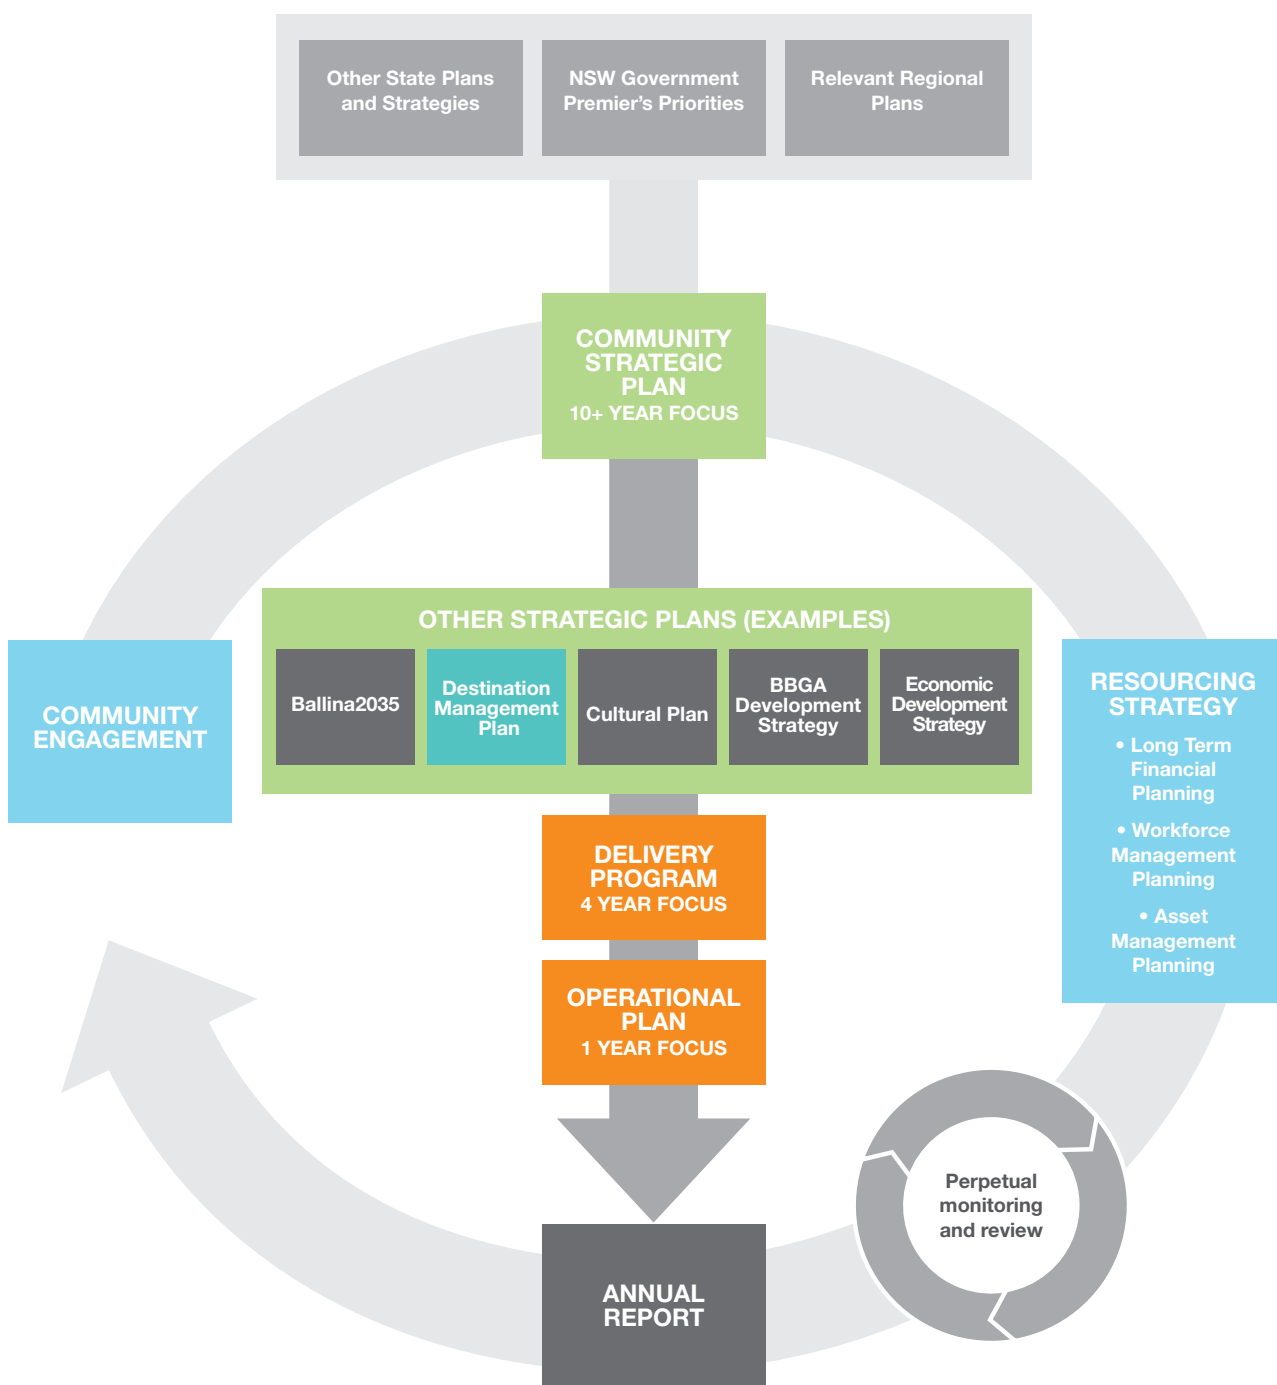 Other State Plans
and Strategies
NSW Government
Premier’s Priorities
Relevant Regional
Plans
COMMUNITY
STRATEGIC
PLAN
10+ YEAR FOCUS
OTHER STRATEGIC PLANS (EXAMPLES)
Ballina2035
Destination
Management
Plan
Cultural Plan
BBGA
Development
Strategy
Economic
Development
Strategy
COMMUNITY
ENGAGEMENT
RESOURCING
STRATEGY
• Long Term
Financial
Planning
• Workforce
Management
Planning
• Asset
Management
Planning
DELIVERY
PROGRAM
4 YEAR FOCUS
OPERATIONAL
PLAN
1 YEAR FOCUS
Perpetual
monitoring
and review
ANNUAL
REPORT